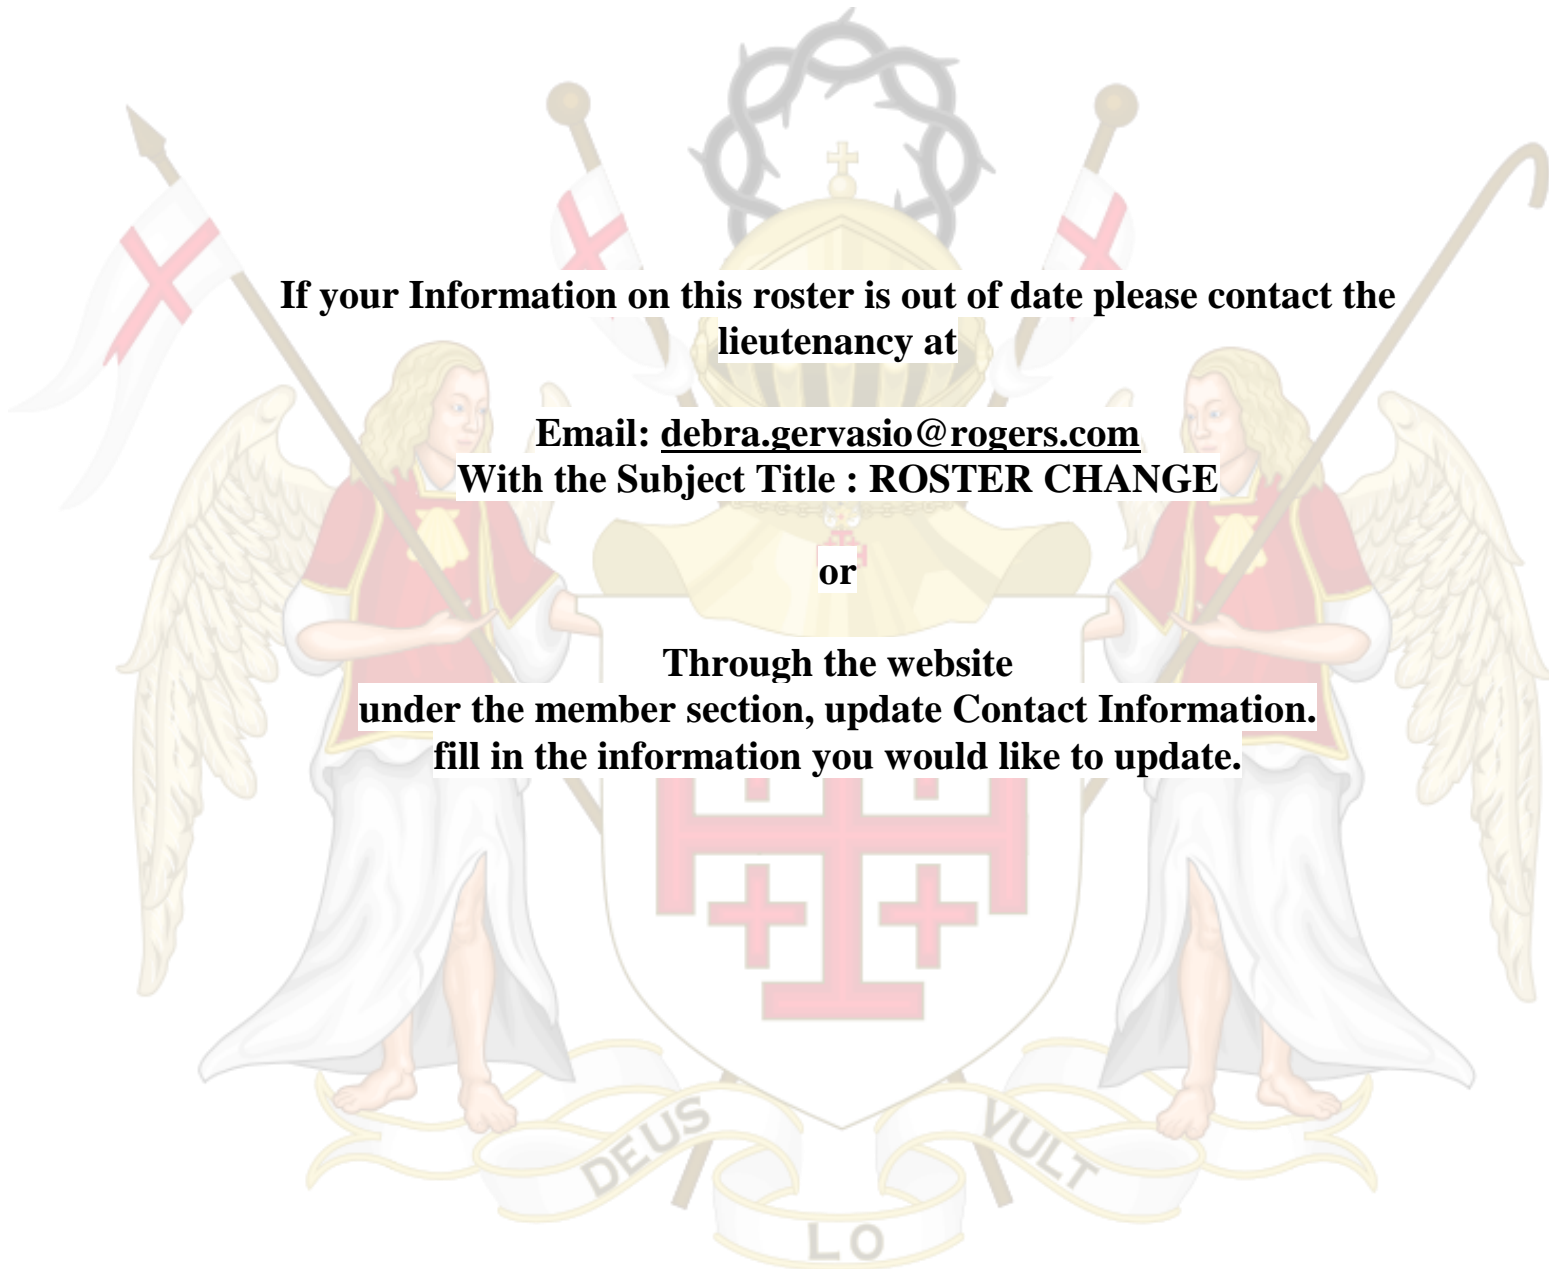 If your Information on this roster is out of date please contact the
lieutenancy at
Email: debra.gervasio@rogers.com
With the Subject Title : ROSTER CHANGE
or
Through the website
under the member section, update Contact Information.
fill in the information you would like to update.
DEUS
LO
VULT